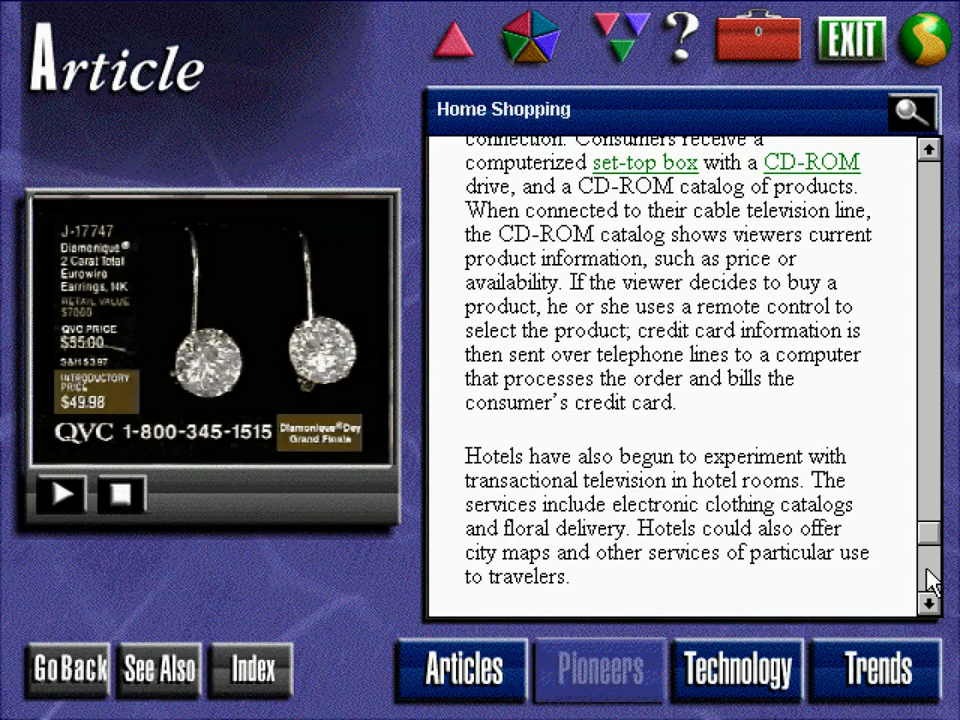 Article
?
EXIT
Home Shopping
J-17747
Diamonique®
2 Carat Total
Eurowire
Earrings, 14K
RETAIL VALUE
QVC PRICE
$55.00
S&H $3.97
INTRODUCTORY
PRICE
$49.98
QVC 1-800-345-1515
Diamonique® Day
Grand Finale
connection. Consumers receive a
computerized set-top box with a CD-ROM
drive, and a CD-ROM catalog of products.
When connected to their cable television line,
the CD-ROM catalog shows viewers current
product information, such as price or
availability. If the viewer decides to buy a
product, he or she uses a remote control to
select the product; credit card information is
then sent over telephone lines to a computer
that processes the order and bills the
consumer’s credit card.
Hotels have also begun to experiment with
transactional television in hotel rooms. The
services include electronic clothing catalogs
and floral delivery. Hotels could also offer
city maps and other services of particular use
to travelers.
Go Back See Also Index Articles Pioneers Technology Trends